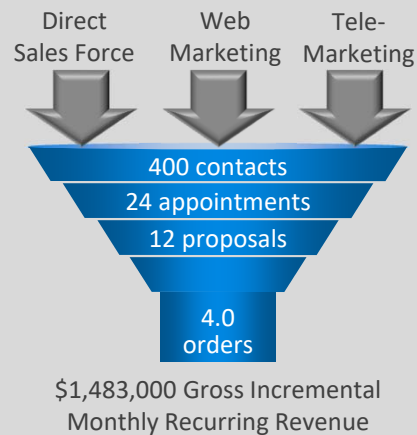 Direct
Sales Force
Web
Marketing
Tele-
Marketing
400 contacts
24 appointments
12 proposals
4.0
orders
$1,483,000 Gross Incremental
Monthly Recurring Revenue